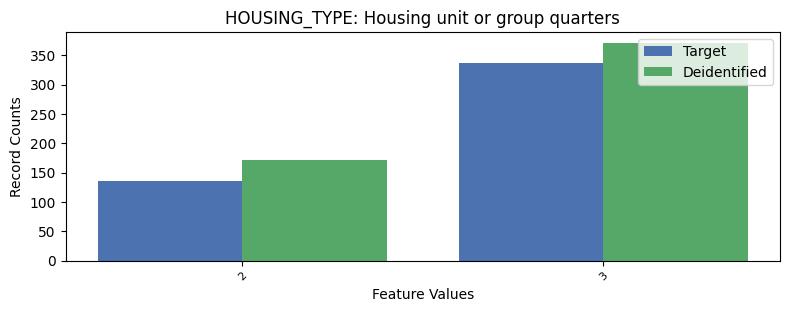 HOUSING_TYPE: Housing unit or group quarters
Target
Deidentified
Record Counts
350
300
250
200
150
100
50
0
2
3
Feature Values